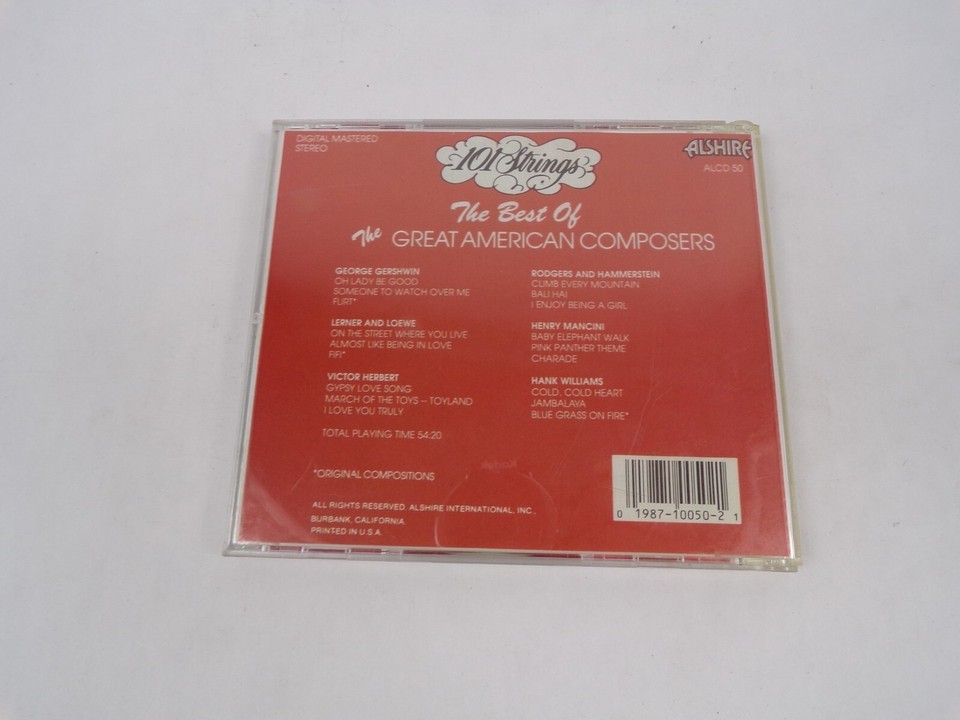 DIGITAL MASTERED
STEREO
101 Strings
ALSHIRE
ALCD 50
The Best Of
The GREAT AMERICAN COMPOSERS
GEORGE GERSHWIN
OH LADY BE GOOD
SOMEONE TO WATCH OVER ME
FLIRT*
LERNER AND LOEWE
ON THE STREET WHERE YOU LIVE
ALMOST LIKE BEING IN LOVE
FIFI*
VICTOR HERBERT
GYPSY LOVE SONG
MARCH OF THE TOYS – TOYLAND
I LOVE YOU TRULY
TOTAL PLAYING TIME 54:20
RODGERS AND HAMMERSTEIN
CLIMB EVERY MOUNTAIN
BALI HAI
I ENJOY BEING A GIRL
HENRY MANCINI
BABY ELEPHANT WALK
PINK PANTHER THEME
CHARADE
HANK WILLIAMS
COLD, COLD HEART
JAMBALAYA
BLUE GRASS ON FIRE*
*ORIGINAL COMPOSITIONS
ALL RIGHTS RESERVED. ALSHIRE INTERNATIONAL, INC.,
BURBANK, CALIFORNIA.
PRINTED IN U.S.A.
0 1987-10050-2 1